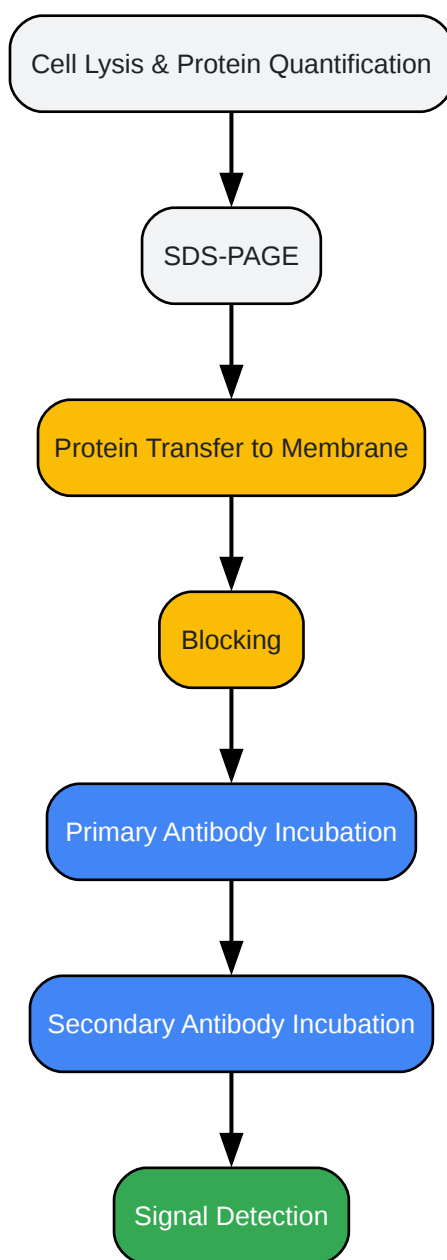 Cell Lysis & Protein Quantification
SDS-PAGE
Protein Transfer to Membrane
Blocking
Primary Antibody Incubation
Secondary Antibody Incubation
Signal Detection